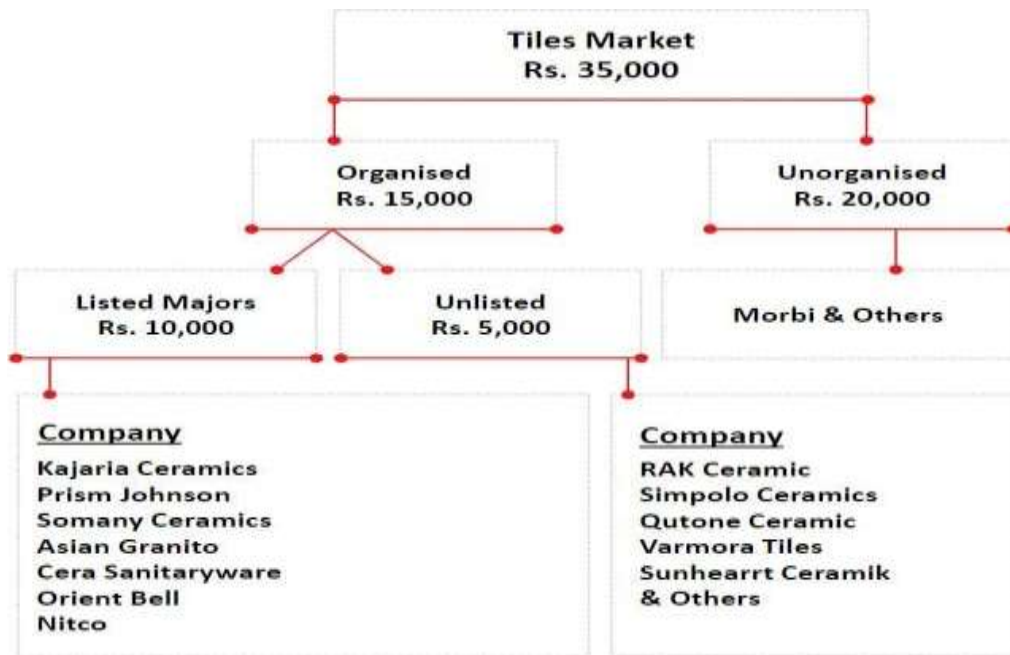 Tiles Market
Rs. 35,000
Organised
Rs. 15,000
Unorganised
Rs. 20,000
Listed Majors
Rs. 10,000
Unlisted
Rs. 5,000
Morbi & Others
Company
Kajaria Ceramics
Prism Johnson
Somany Ceramics
Asian Granito
Cera Sanitaryware
Orient Bell
Nitco
Company
RAK Ceramic
Simpolo Ceramics
Qutone Ceramic
Varmora Tiles
Sunhearrt Ceramik
& Others